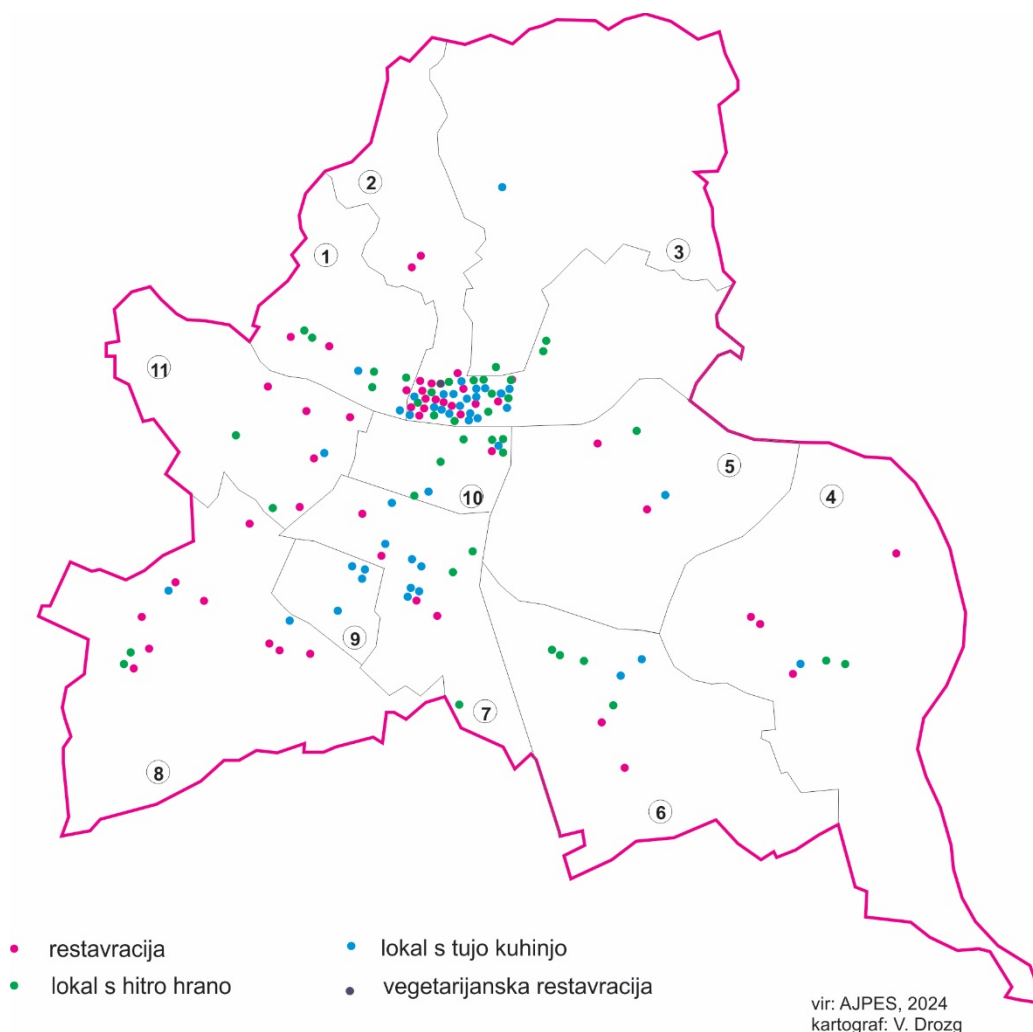 2
1
3
11
5
4
10
9
7
8
6
restavracija
lokal s tujo kuhinjo
lokal s hitro hrano
vegetarijanska restavracija
vir: AJPES, 2024
kartograf: V. Drozg